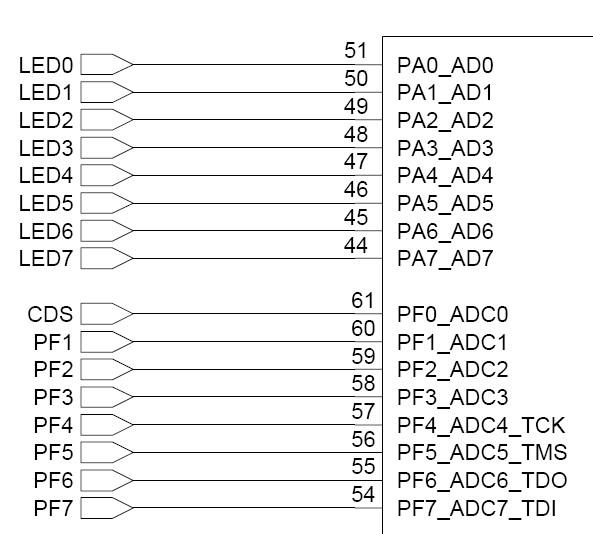 LED0 51 PA0_AD0
LED1 50 PA1_AD1
LED2 49 PA2_AD2
LED3 48 PA3_AD3
LED4 47 PA4_AD4
LED5 46 PA5_AD5
LED6 45 PA6_AD6
LED7 44 PA7_AD7
CDS 61 PF0_ADC0
PF1 60 PF1_ADC1
PF2 59 PF2_ADC2
PF3 58 PF3_ADC3
PF4 57 PF4_ADC4_TCK
PF5 56 PF5_ADC5_TMS
PF6 55 PF6_ADC6_TDO
PF7 54 PF7_ADC7_TDI